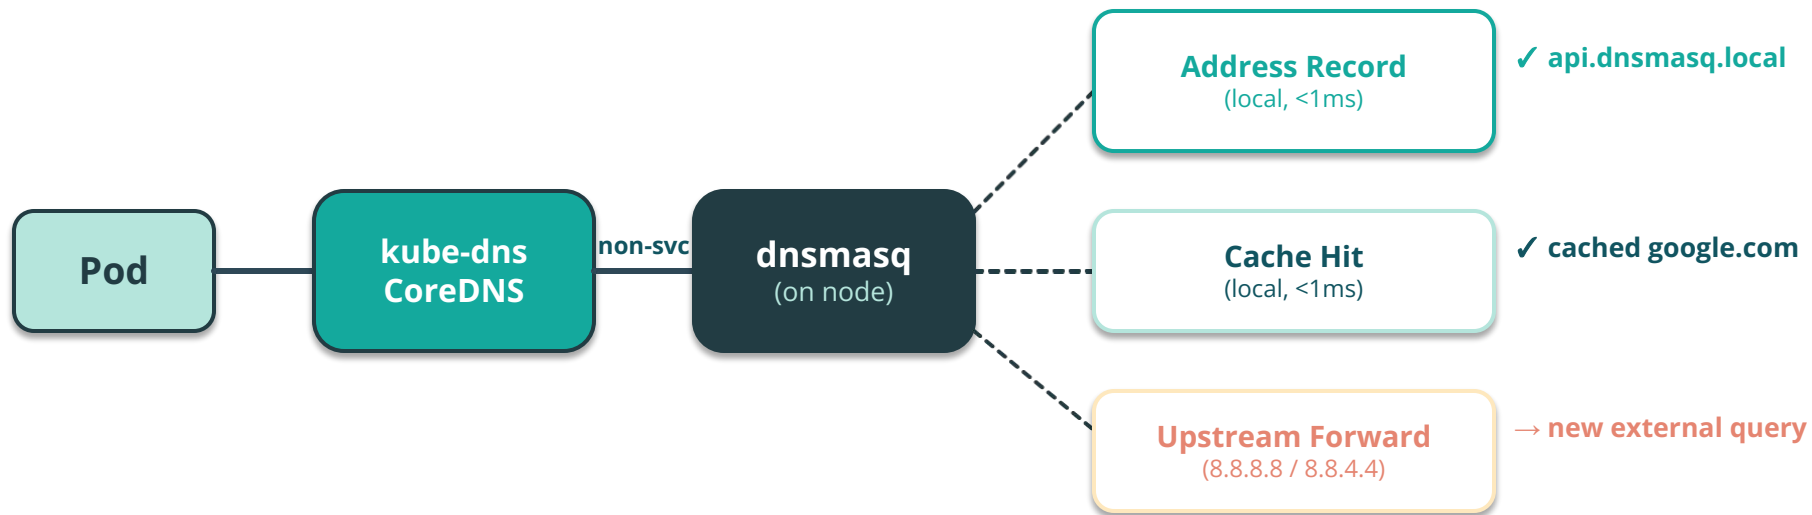 Pod
kube-dns
CoreDNS
non-svc
dnsmasq
(on node)
Address Record
(local, <1ms)
✓ api.dnsmasq.local
Cache Hit
(local, <1ms)
✓ cached google.com
Upstream Forward
(8.8.8.8 / 8.8.4.4)
→ new external query